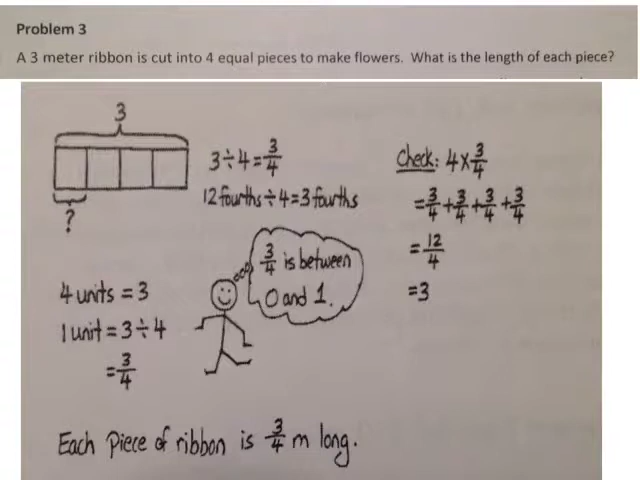 Problem 3
A 3 meter ribbon is cut into 4 equal pieces to make flowers. What is the length of each piece?
3
?
3÷4=3/4
12 fourths÷4=3 fourths
4 units = 3
1 unit = 3÷4
=3/4
3/4 is between
0 and 1.
Check: 4×3/4
=3/4+3/4+3/4+3/4
=12/4
=3
Each piece of ribbon is 3/4 m long.